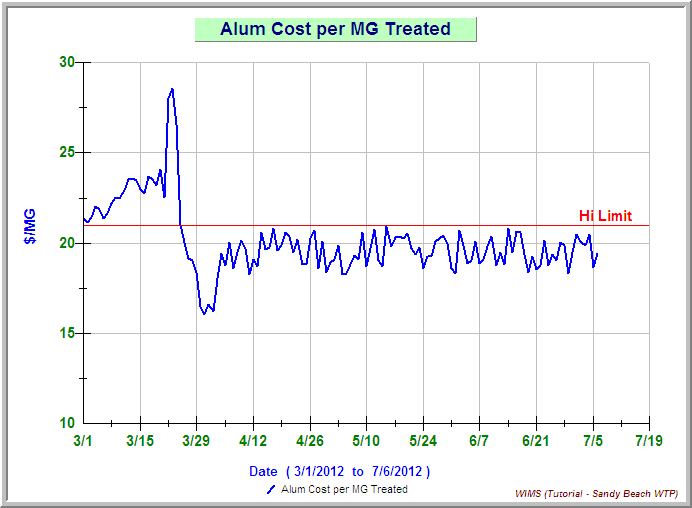 Alum Cost per MG Treated
30
25
20
15
10
$/MG
Hi Limit
3/1 3/15 3/29 4/12 4/26 5/10 5/24 6/7 6/21 7/5 7/19
Date ( 3/1/2012 to 7/6/2012 )
Alum Cost per MG Treated
WIMS (Tutorial - Sandy Beach WTP)